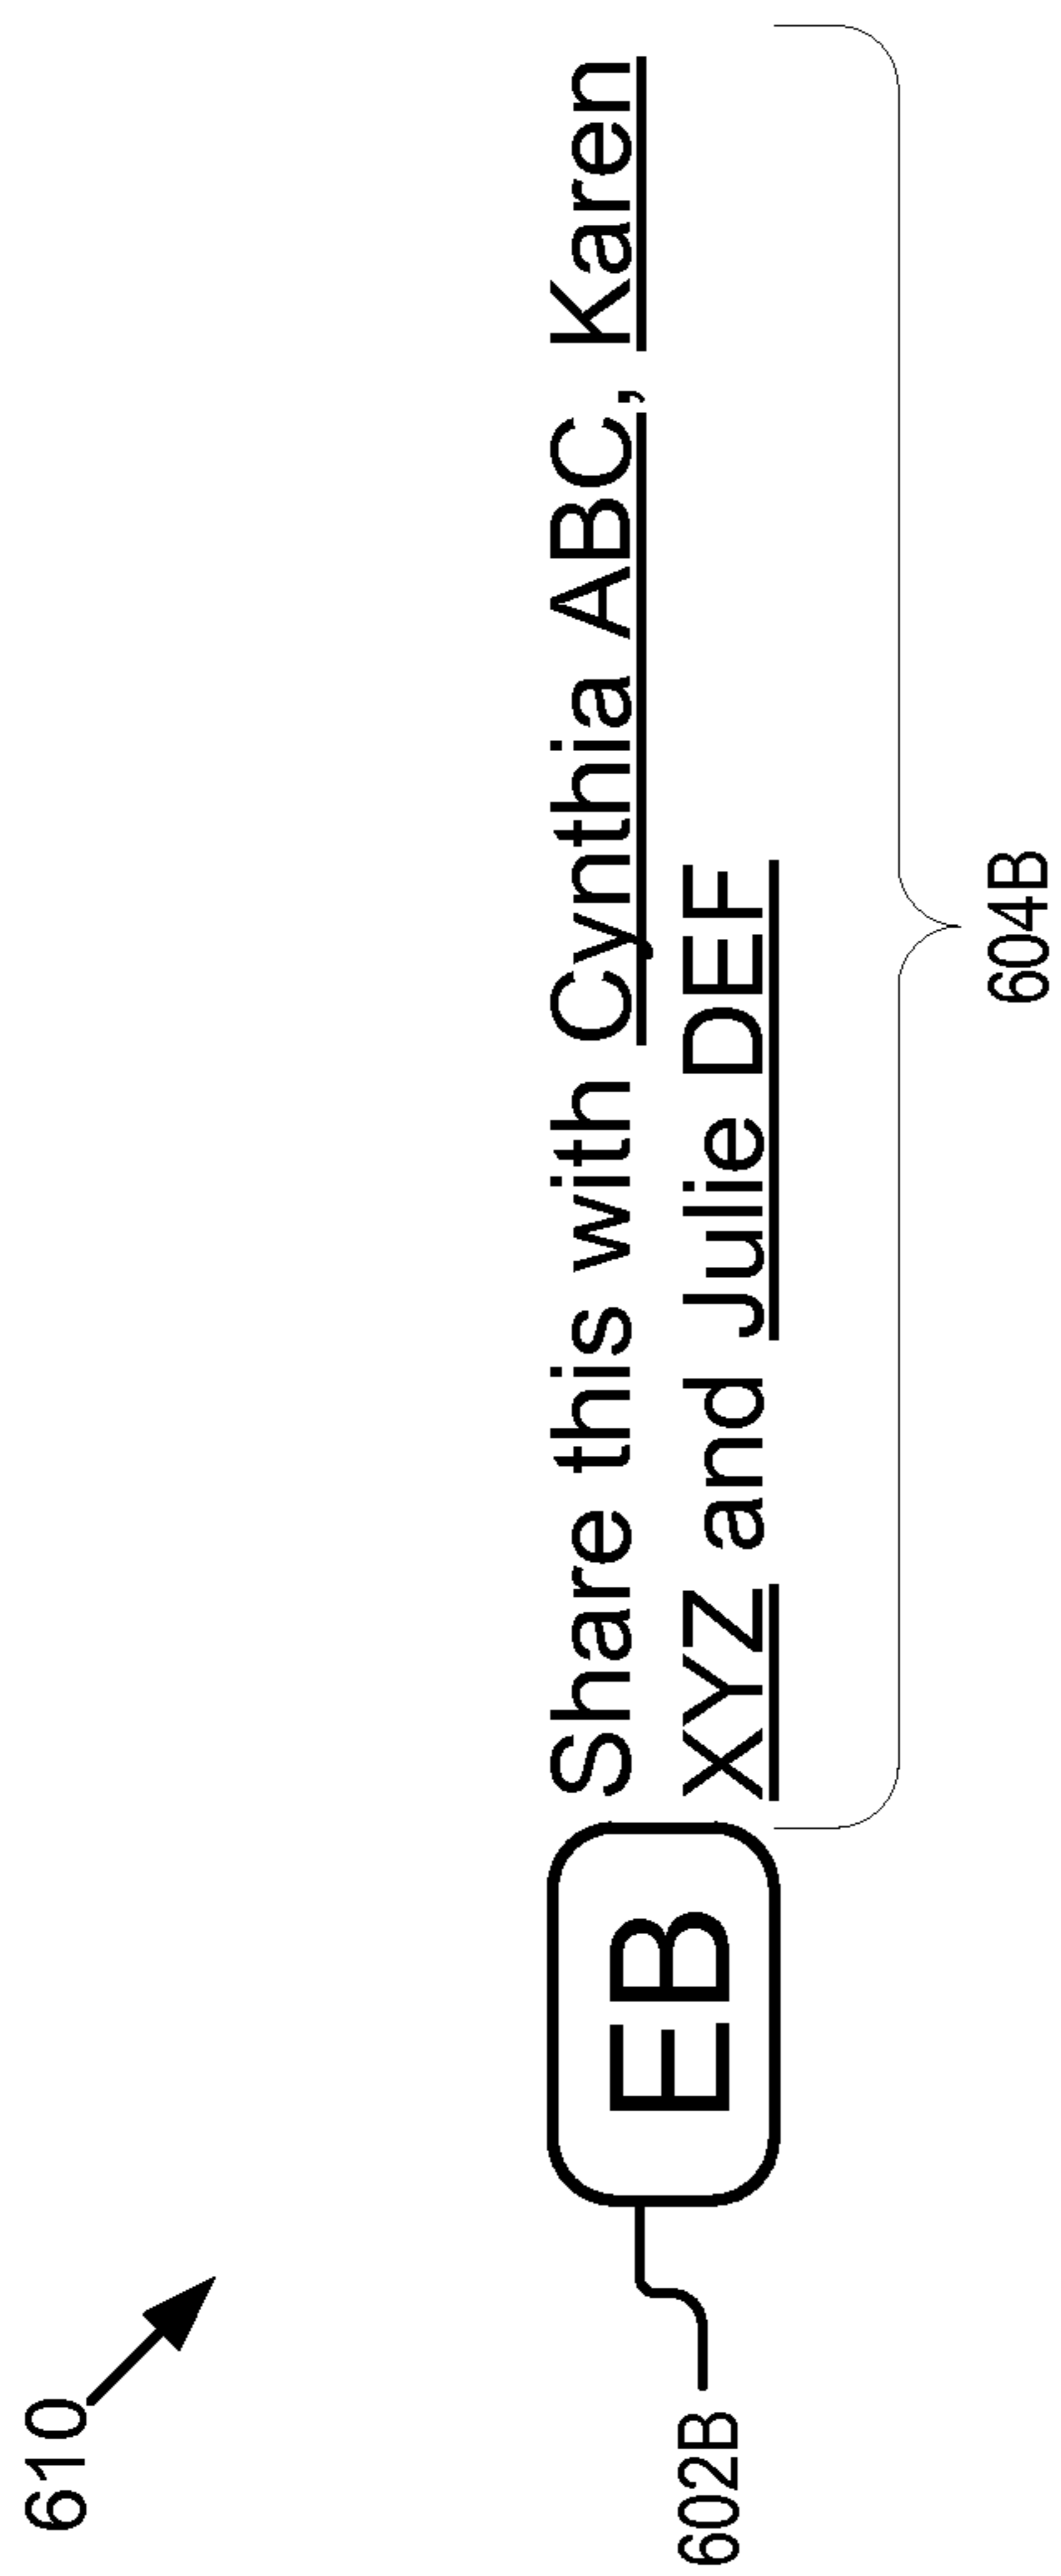 610
Share this with Cynthia ABC, Karen
EB
XYZ and Julie DEF
602B
604B